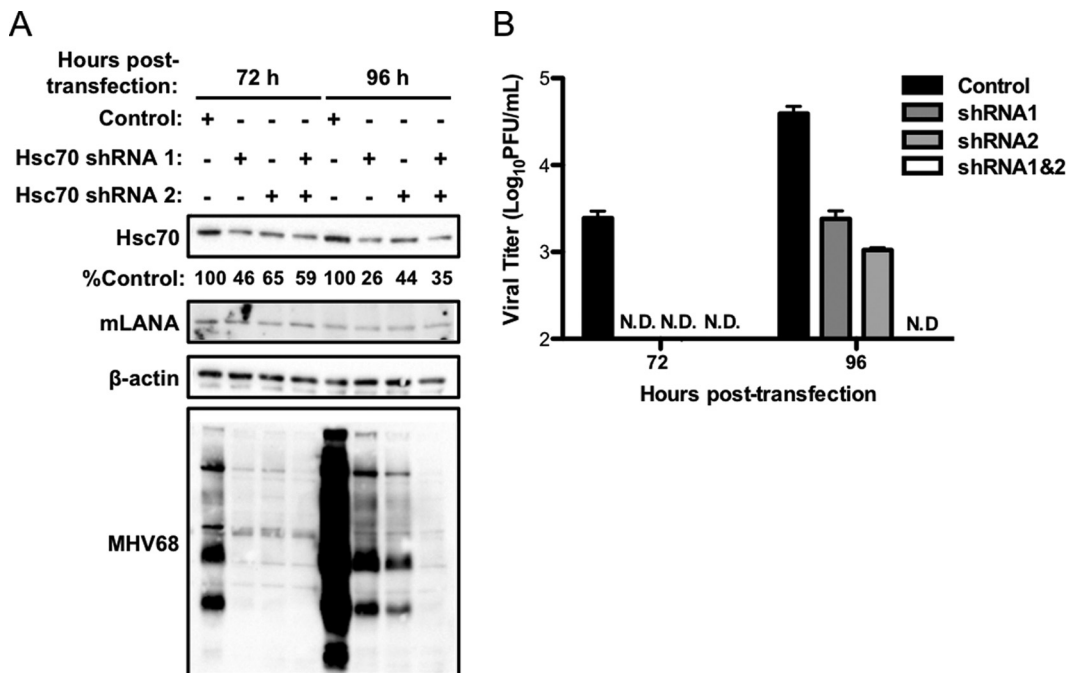 A
Hours post-
transfection:
72 h 96 h
Control: + - - - + - - -
Hsc70 shRNA 1: - + - + - + - +
Hsc70 shRNA 2: - - + + - - + +
Hsc70
%Control: 100 46 65 59 100 26 44 35
mLANA
β-actin
MHV68
B
Viral Titer (Log10PFU/mL)
5
4
3
2
N.D. N.D. N.D.
N.D
72 96
Hours post-transfection
Control
shRNA1
shRNA2
shRNA1&2